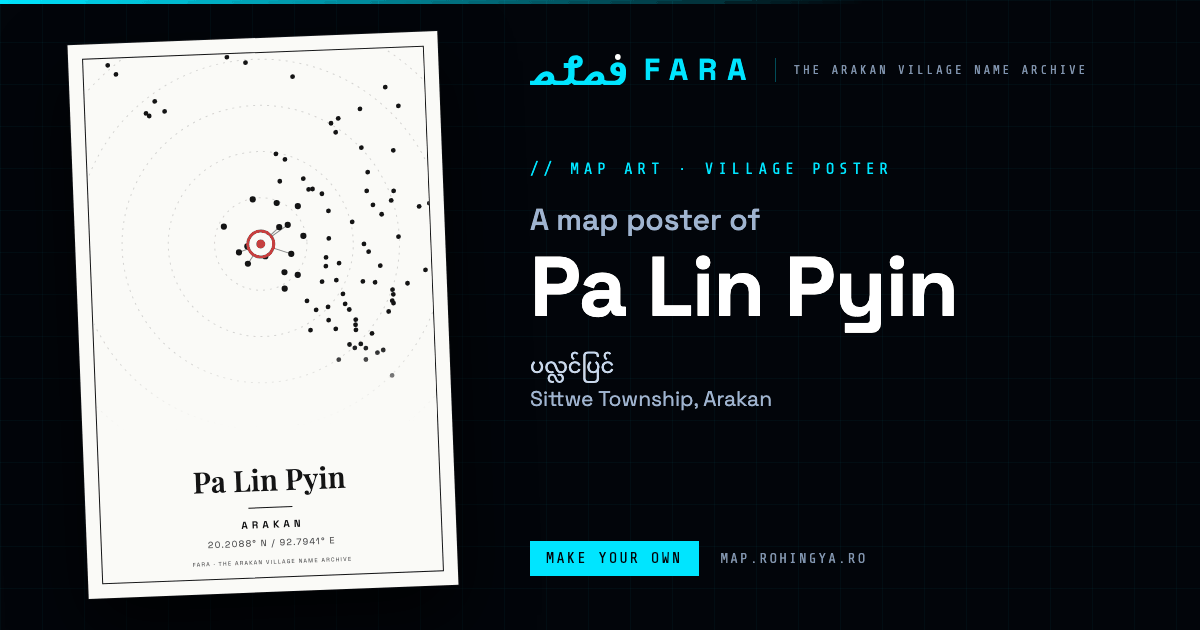 FARA
THE ARAKAN VILLAGE NAME ARCHIVE
// MAP ART · VILLAGE POSTER
A map poster of
Pa Lin Pyin
ပလ္လင်ပြင်
Sittwe Township, Arakan
MAKE YOUR OWN
MAP.ROHINGYA.RO
Pa Lin Pyin
ARAKAN
20.2088° N / 92.7941° E
FARA · THE ARAKAN VILLAGE NAME ARCHIVE